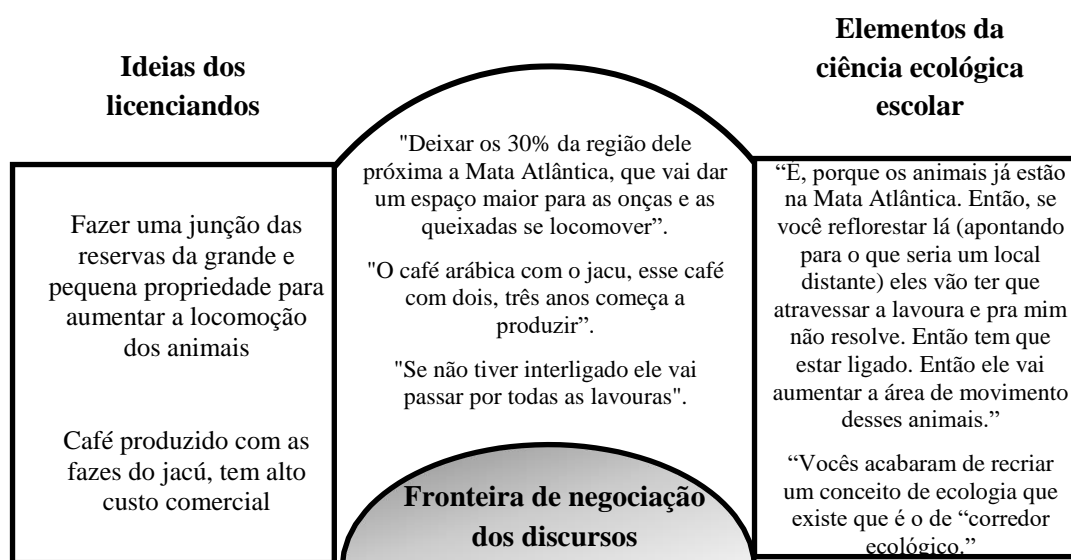 Ideias dos
licenciandos
Fazer uma junção das
reservas da grande e
pequena propriedade para
aumentar a locomoção
dos animais
Café produzido com as
fazes do jacú, tem alto
custo comercial
"Deixar os 30% da região dele
próxima a Mata Atlântica, que vai dar
um espaço maior para as onças e as
queixadas se locomover”.
"O café arábica com o jacu, esse café
com dois, três anos começa a
produzir”.
"Se não tiver interligado ele vai
passar por todas as lavouras".
Fronteira de negociação
dos discursos
Elementos da
ciência ecológica
escolar
“É, porque os animais já estão
na Mata Atlântica. Então, se
você reflorestar lá (apontando
para o que seria um local
distante) eles vão ter que
atravessar a lavoura e pra mim
não resolve. Então tem que
estar ligado. Então ele vai
aumentar a área de movimento
desses animais.”
“Vocês acabaram de recriar
um conceito de ecologia que
existe que é o de “corredor
ecológico.”